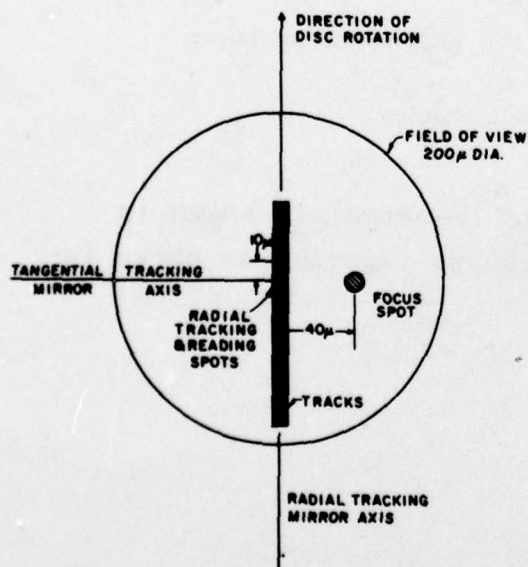 DIRECTION OF
DISC ROTATION
FIELD OF VIEW
200μ DIA.
10μ
TANGENTIAL TRACKING
MIRROR AXIS
RADIAL
TRACKING
& READING
SPOTS
FOCUS
SPOT
40μ
TRACKS
RADIAL TRACKING
MIRROR AXIS